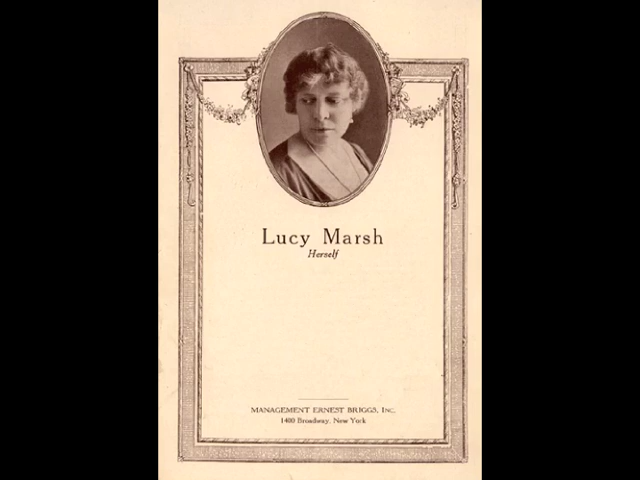 Lucy Marsh
Herself
MANAGEMENT ERNEST BRIGGS, INC.
1400 Broadway, New York